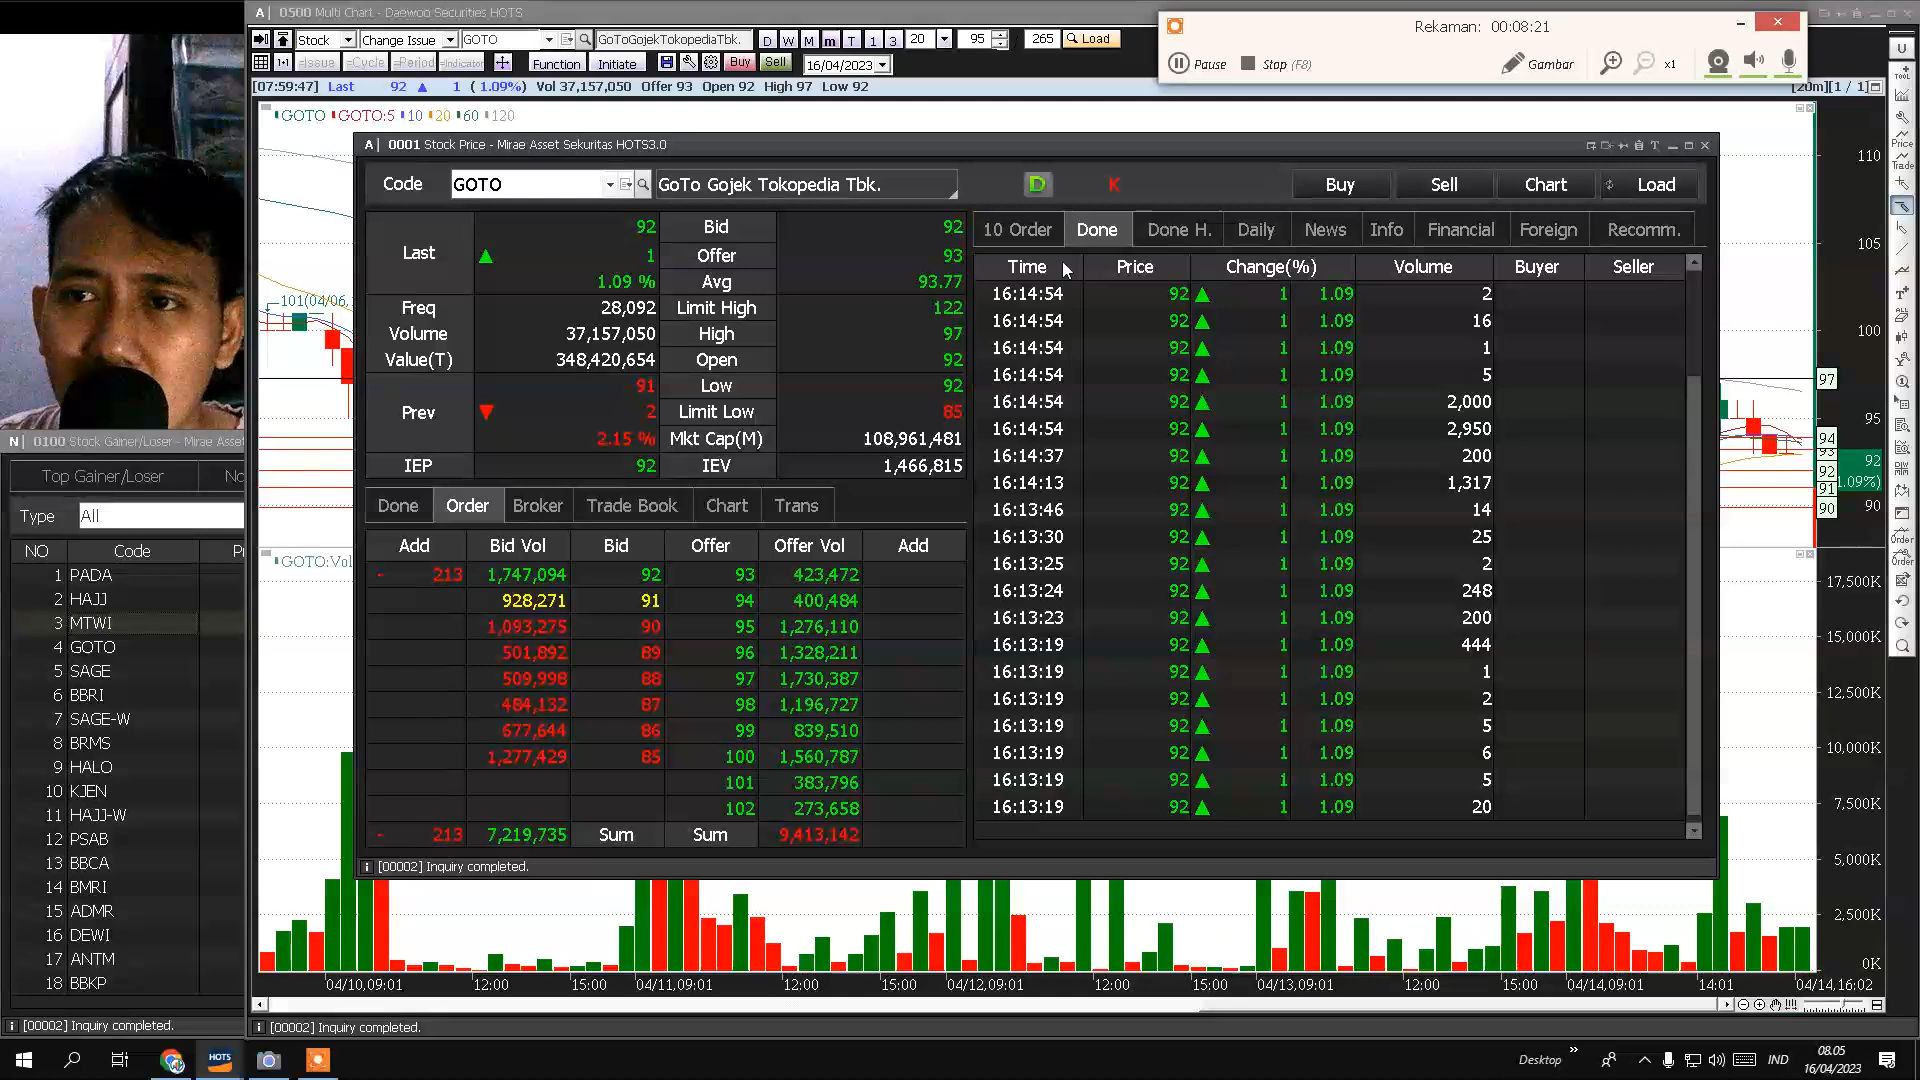 A | 0500 Multi Chart - Daewoo Securities HOTS
Stock Change Issue GOTO GoToGojekTokopediaTbk. D W M m T 1 3 20 95 265 Load
=Issue =Cycle =Period =Indicator Function Initiate Buy Sell 16/04/2023
[07:59:47] Last 92 ▲ 1 ( 1.09%) Vol 37,157,050 Offer 93 Open 92 High 97 Low 92 [20m][1 / 1]
Rekaman: 00:08:21
Pause Stop (F8) Gambar x1
GOTO GOTO:5 10 20 60 120
A | 0001 Stock Price - Mirae Asset Sekuritas HOTS3.0
Code GOTO GoTo Gojek Tokopedia Tbk. D K Buy Sell Chart Load
Last 92 Bid 92
▲ 1 Offer 93
1.09 % Avg 93.77
Freq 28,092 Limit High 122
Volume 37,157,050 High 97
Value(T) 348,420,654 Open 92
Prev 91 Low 92
▼ 2 Limit Low 85
2.15 % Mkt Cap(M) 108,961,481
IEP 92 IEV 1,466,815
Done Order Broker Trade Book Chart Trans
Add Bid Vol Bid Offer Offer Vol Add
- 213 1,747,094 92 93 423,472
928,271 91 94 400,484
1,093,275 90 95 1,276,110
501,892 89 96 1,328,211
509,998 88 97 1,730,387
484,132 87 98 1,196,727
677,644 86 99 839,510
1,277,429 85 100 1,560,787
101 383,796
102 273,658
- 213 7,219,735 Sum Sum 9,413,142
[00002] Inquiry completed.
10 Order Done Done H. Daily News Info Financial Foreign Recomm.
Time Price Change(%) Volume Buyer Seller
16:14:54 92 ▲ 1 1.09 2
16:14:54 92 ▲ 1 1.09 16
16:14:54 92 ▲ 1 1.09 1
16:14:54 92 ▲ 1 1.09 5
16:14:54 92 ▲ 1 1.09 2,000
16:14:54 92 ▲ 1 1.09 2,950
16:14:37 92 ▲ 1 1.09 200
16:14:13 92 ▲ 1 1.09 1,317
16:13:46 92 ▲ 1 1.09 14
16:13:30 92 ▲ 1 1.09 25
16:13:25 92 ▲ 1 1.09 2
16:13:24 92 ▲ 1 1.09 248
16:13:23 92 ▲ 1 1.09 200
16:13:19 92 ▲ 1 1.09 444
16:13:19 92 ▲ 1 1.09 1
16:13:19 92 ▲ 1 1.09 2
16:13:19 92 ▲ 1 1.09 5
16:13:19 92 ▲ 1 1.09 6
16:13:19 92 ▲ 1 1.09 5
16:13:19 92 ▲ 1 1.09 20
101(04/06,
110
105
100
97
95
94
93
92 92
91 1.09%)
90 90
GOTO:Vol
17,500K
15,000K
12,500K
10,000K
7,500K
5,000K
2,500K
0K
04/10,09:01 12:00 15:00 04/11,09:01 12:00 15:00 04/12,09:01 12:00 15:00 04/13,09:01 12:00 15:00 04/14,09:01 14:01 04/14,16:02
[00002] Inquiry completed.
U
TOOL
Price
Trade
Order
Order
N | 0100 Stock Gainer/Loser - Mirae Asset
Top Gainer/Loser No
Type All
NO Code Pr
1 PADA
2 HAJJ
3 MTWI
4 GOTO
5 SAGE
6 BBRI
7 SAGE-W
8 BRMS
9 HALO
10 KJEN
11 HAJJ-W
12 PSAB
13 BBCA
14 BMRI
15 ADMR
16 DEWI
17 ANTM
18 BBKP
[00002] Inquiry completed.
HOTS Desktop IND 08.05
16/04/2023